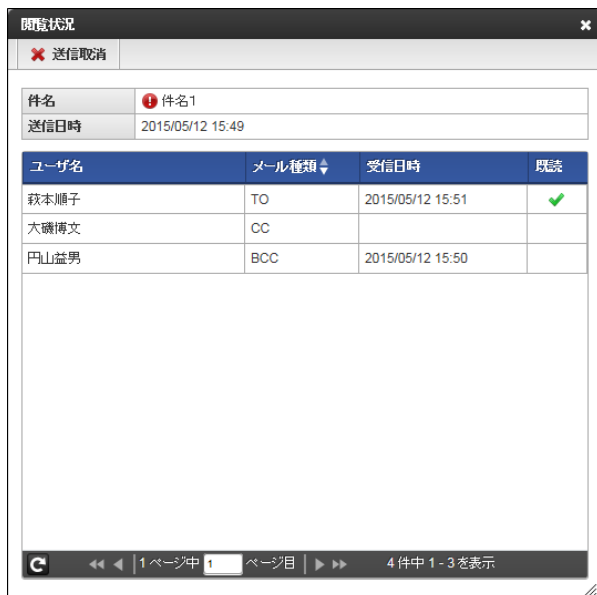 閲覧状況
送信取消
件名 件名1
送信日時 2015/05/12 15:49
ユーザ名 メール種類 受信日時 既読
萩本順子 TO 2015/05/12 15:51
大磯博文 CC
円山益男 BCC 2015/05/12 15:50
1 ページ中 1 ページ目 4 件中 1 - 3 を表示